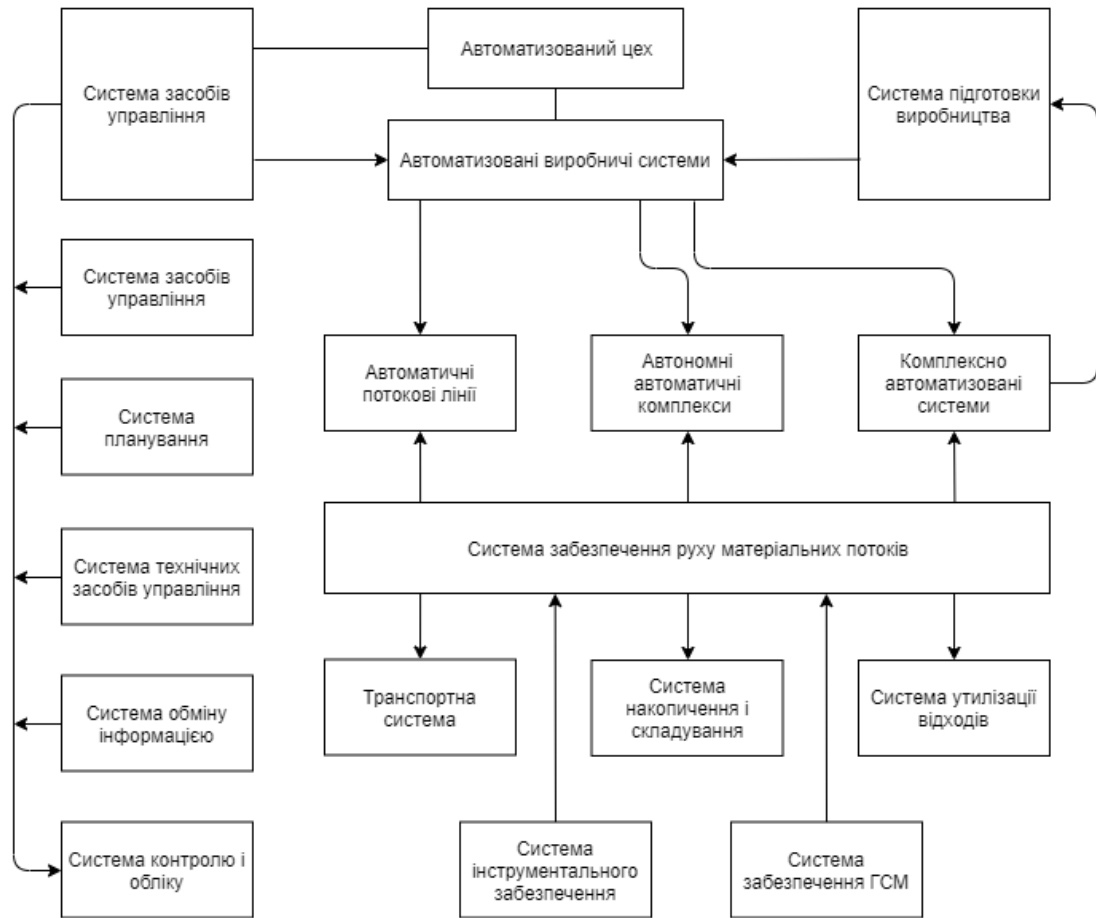 Автоматизований цех
Система засобів
управління
Система підготовки
виробництва
Автоматизовані виробничі системи
Система засобів
управління
Автоматичні
потокові лінії
Автономні
автоматичні
комплекси
Комплексно
автоматизовані
системи
Система
планування
Система забезпечення руху матеріальних потоків
Система технічних
засобів управління
Транспортна
система
Система
накопичення і
складування
Система утилізації
відходів
Система обміну
інформацією
Система контролю і
обліку
Система
інструментального
забезпечення
Система
забезпечення ГСМ